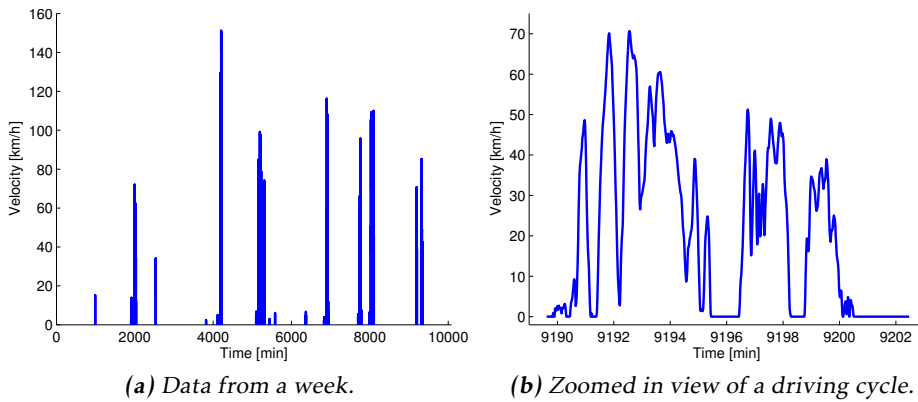 160
140
120
100
80
60
40
20
0
Velocity [km/h]
0 2000 4000 6000 8000 10000
Time [min]
(a) Data from a week.
70
60
50
40
30
20
10
0
Velocity [km/h]
9190 9192 9194 9196 9198 9200 9202
Time [min]
(b) Zoomed in view of a driving cycle.